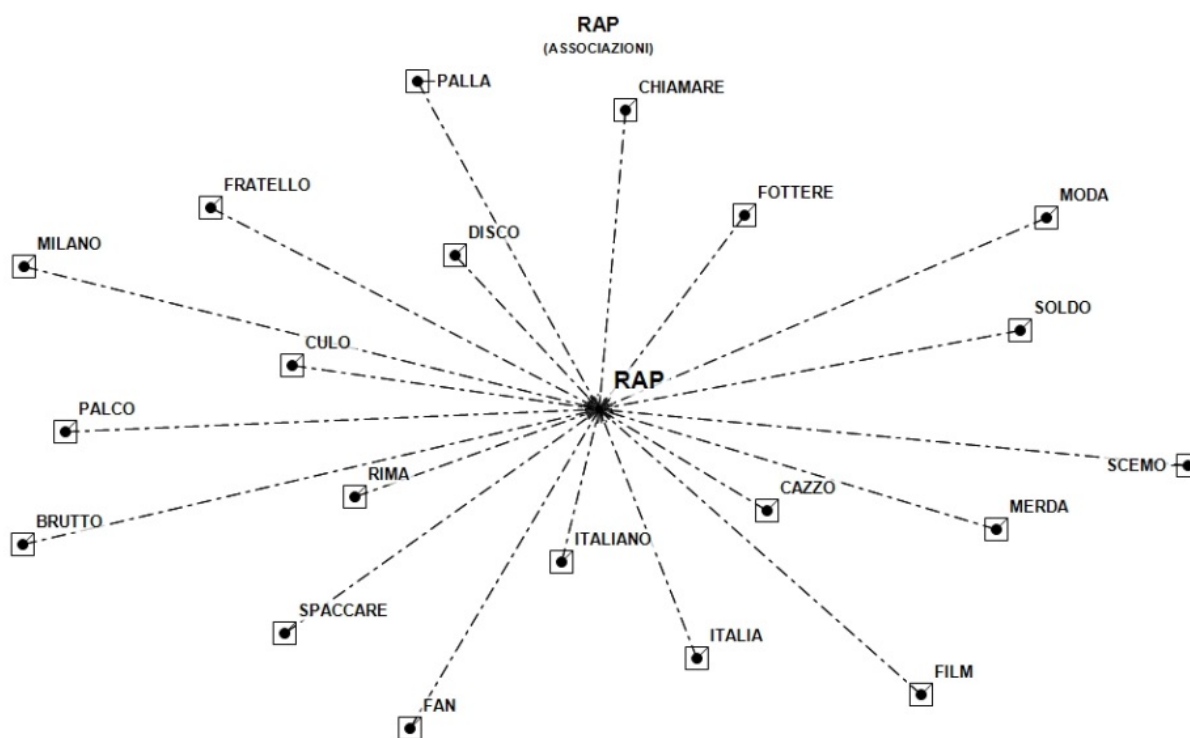 RAP
(ASSOCIAZIONI)
PALLA
CHIAMARE
FRATELLO
FOTTERE
MODA
DISCO
MILANO
SOLDO
CULO
RAP
PALCO
SCEMO
RIMA
CAZZO
MERDA
BRUTTO
ITALIANO
SPACCARE
ITALIA
FILM
FAN